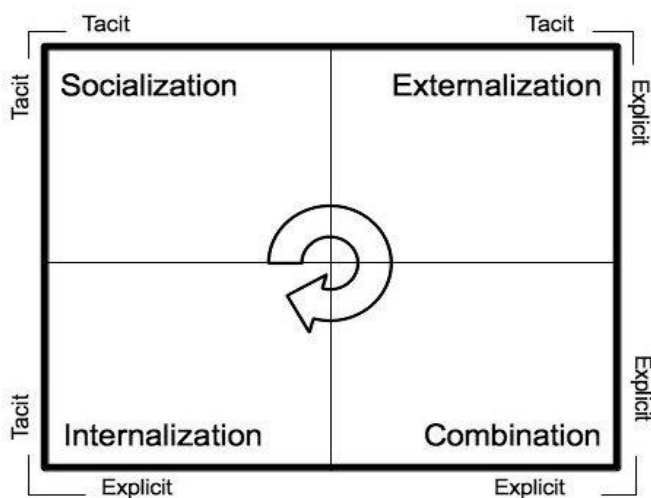 Tacit
Tacit
Tacit
Socialization
Externalization
Explicit
Tacit
Internalization
Combination
Explicit
Explicit
Explicit